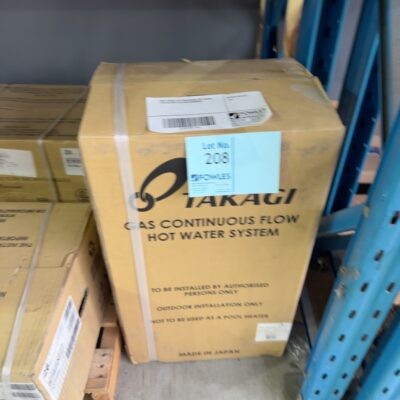 Lot No.
208
FOWLES
TAKAGI
GAS CONTINUOUS FLOW
HOT WATER SYSTEM
TO BE INSTALLED BY AUTHORISED
PERSONS ONLY
OUTDOOR INSTALLATION ONLY
NOT TO BE USED AS A POOL HEATER
MADE IN JAPAN